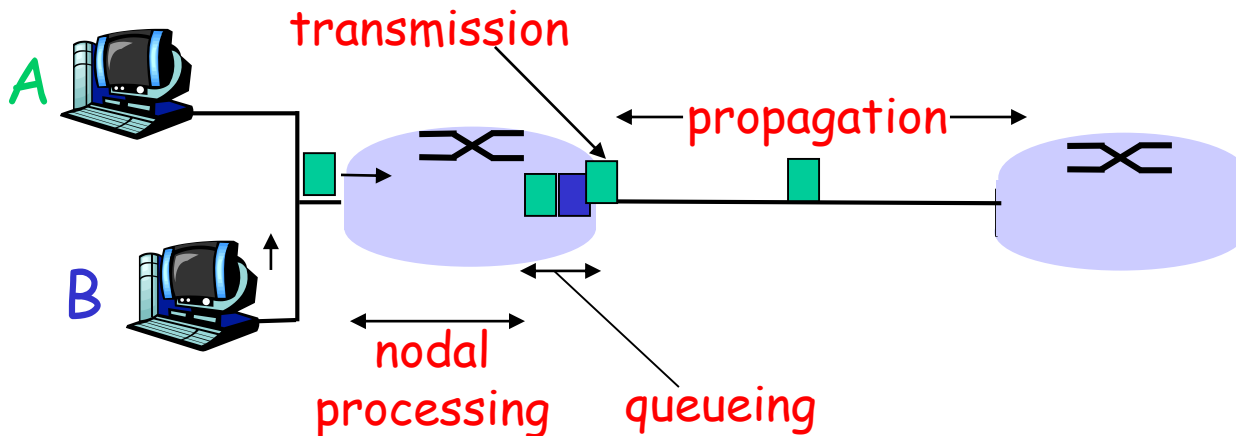 transmission
A
propagation
B
nodal
processing
queueing